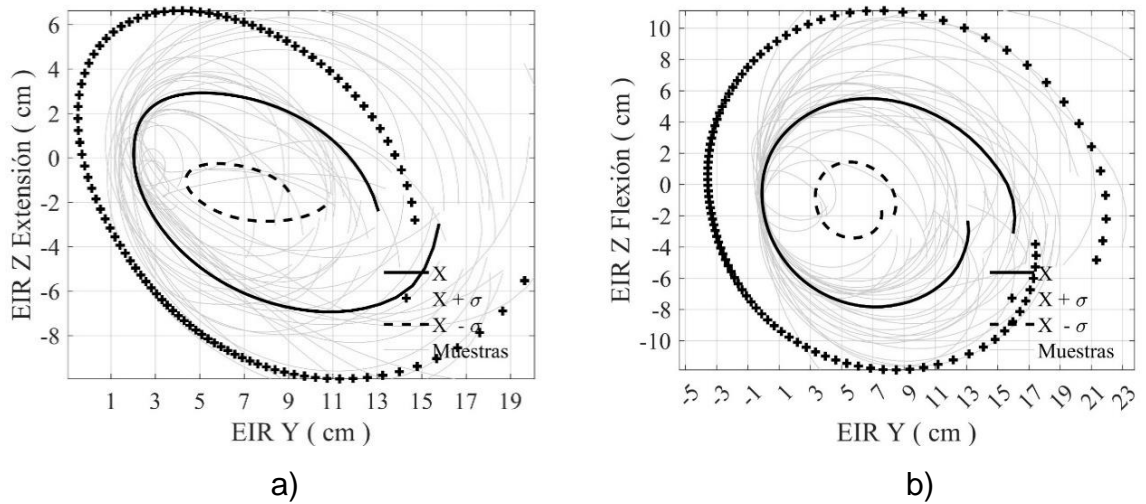 6
4
2
0
-2
-4
-6
-8
EIR Z Extensión ( cm )
1 3 5 7 9 11 13 15 17 19
EIR Y ( cm )
X
X + σ
X - σ
Muestras
a)
10
8
6
4
2
0
-2
-4
-6
-8
-10
EIR Z Flexión ( cm )
-5 -3 -1 1 3 5 7 9 11 13 15 17 19 21 23
EIR Y ( cm )
X
X + σ
X - σ
Muestras
b)